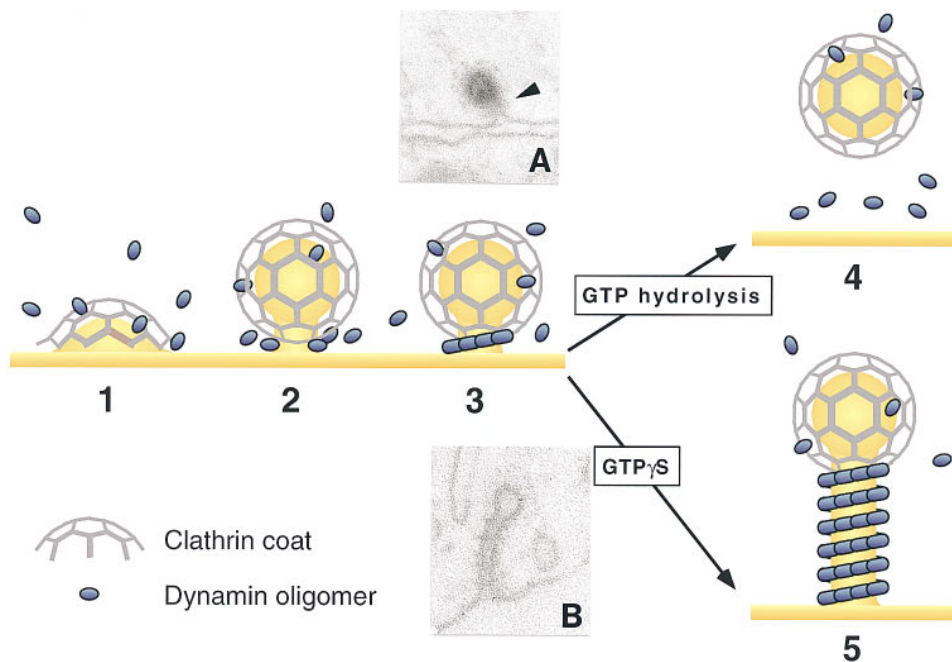 A
1
2
3
GTP hydrolysis
4
GTPγS
Clathrin coat
Dynamin oligomer
B
5